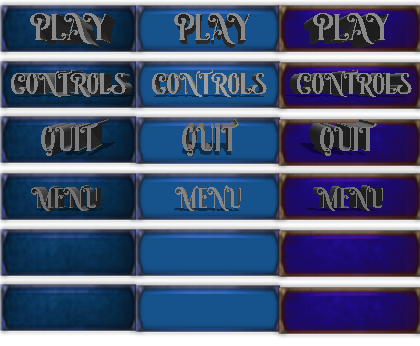 PLAY PLAY PLAY
CONTROLS CONTROLS CONTROLS
QUIT QUIT QUIT
MENU MENU MENU